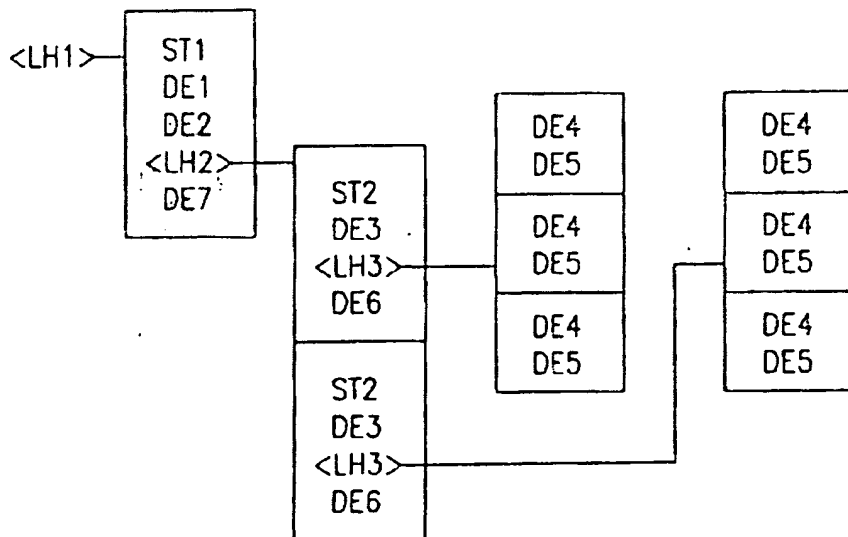 <LH1>
ST1
DE1
DE2
<LH2>
DE7
ST2
DE3
<LH3>
DE6
ST2
DE3
<LH3>
DE6
DE4
DE5
DE4
DE5
DE4
DE5
DE4
DE5
DE4
DE5
DE4
DE5